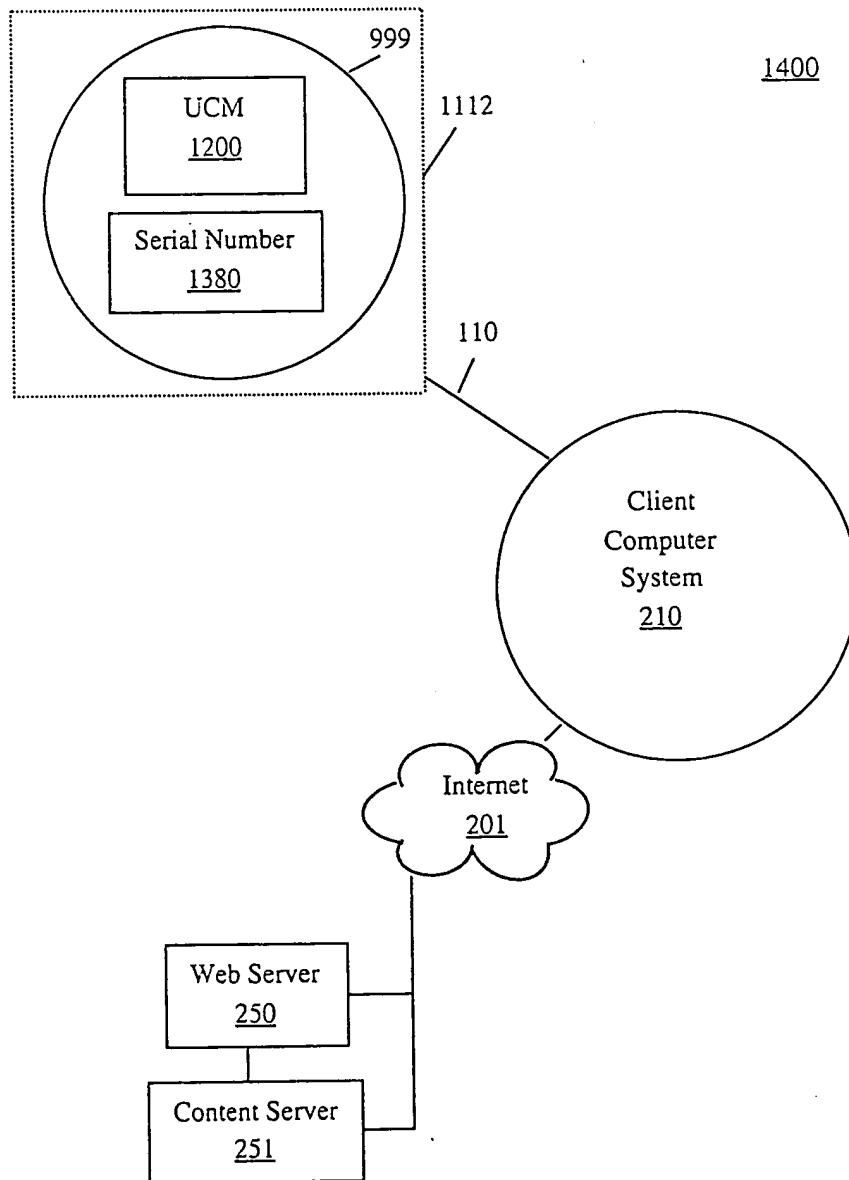 999
1400
UCM
1200
1112
Serial Number
1380
110
Client
Computer
System
210
Internet
201
Web Server
250
Content Server
251